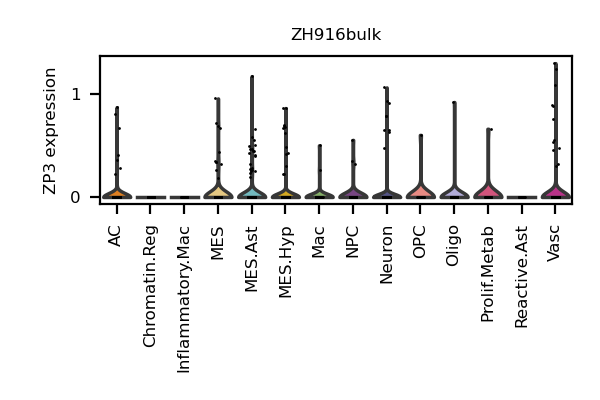 ZH916bulk
ZP3 expression
1
0
AC
Chromatin.Reg
Inflammatory.Mac
MES
MES.Ast
MES.Hyp
Mac
NPC
Neuron
OPC
Oligo
Prolif.Metab
Reactive.Ast
Vasc